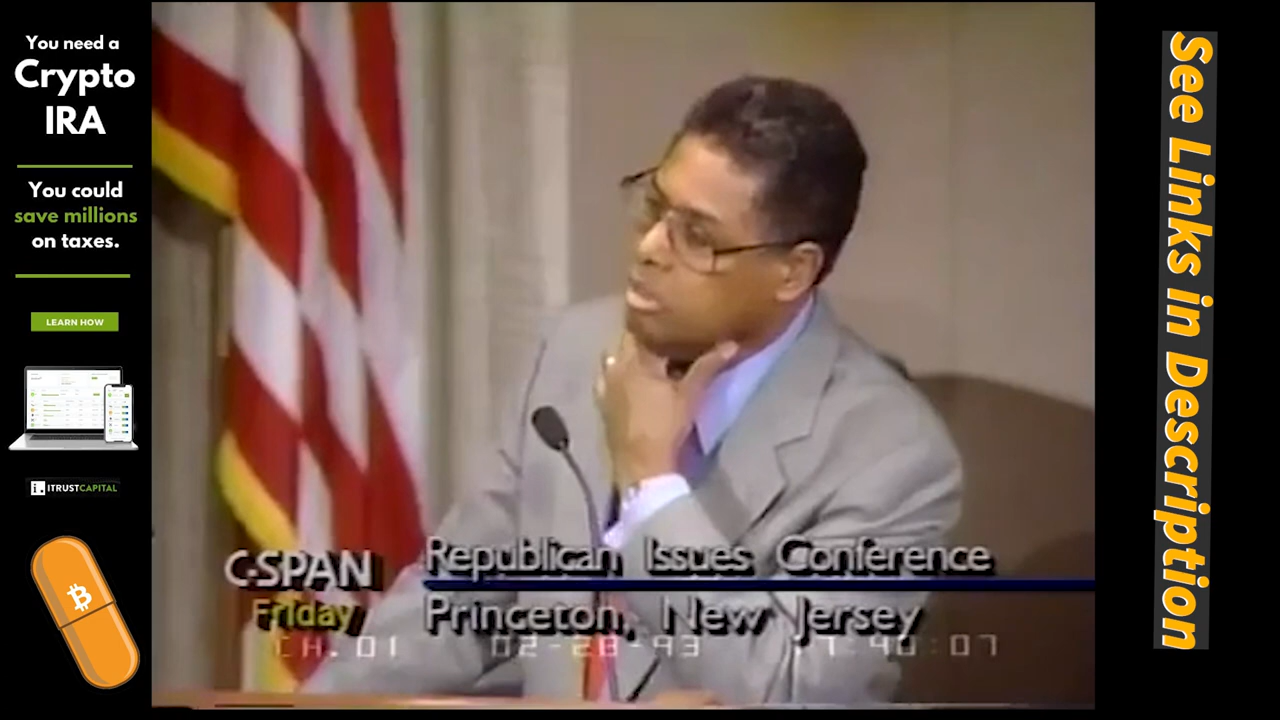 You need a
Crypto
IRA
You could
save millions
on taxes.
LEARN HOW
ITRUSTCAPITAL
C-SPAN
Friday
Republican Issues Conference
Princeton, New Jersey
CH.01 02-28-93
See Links in Description